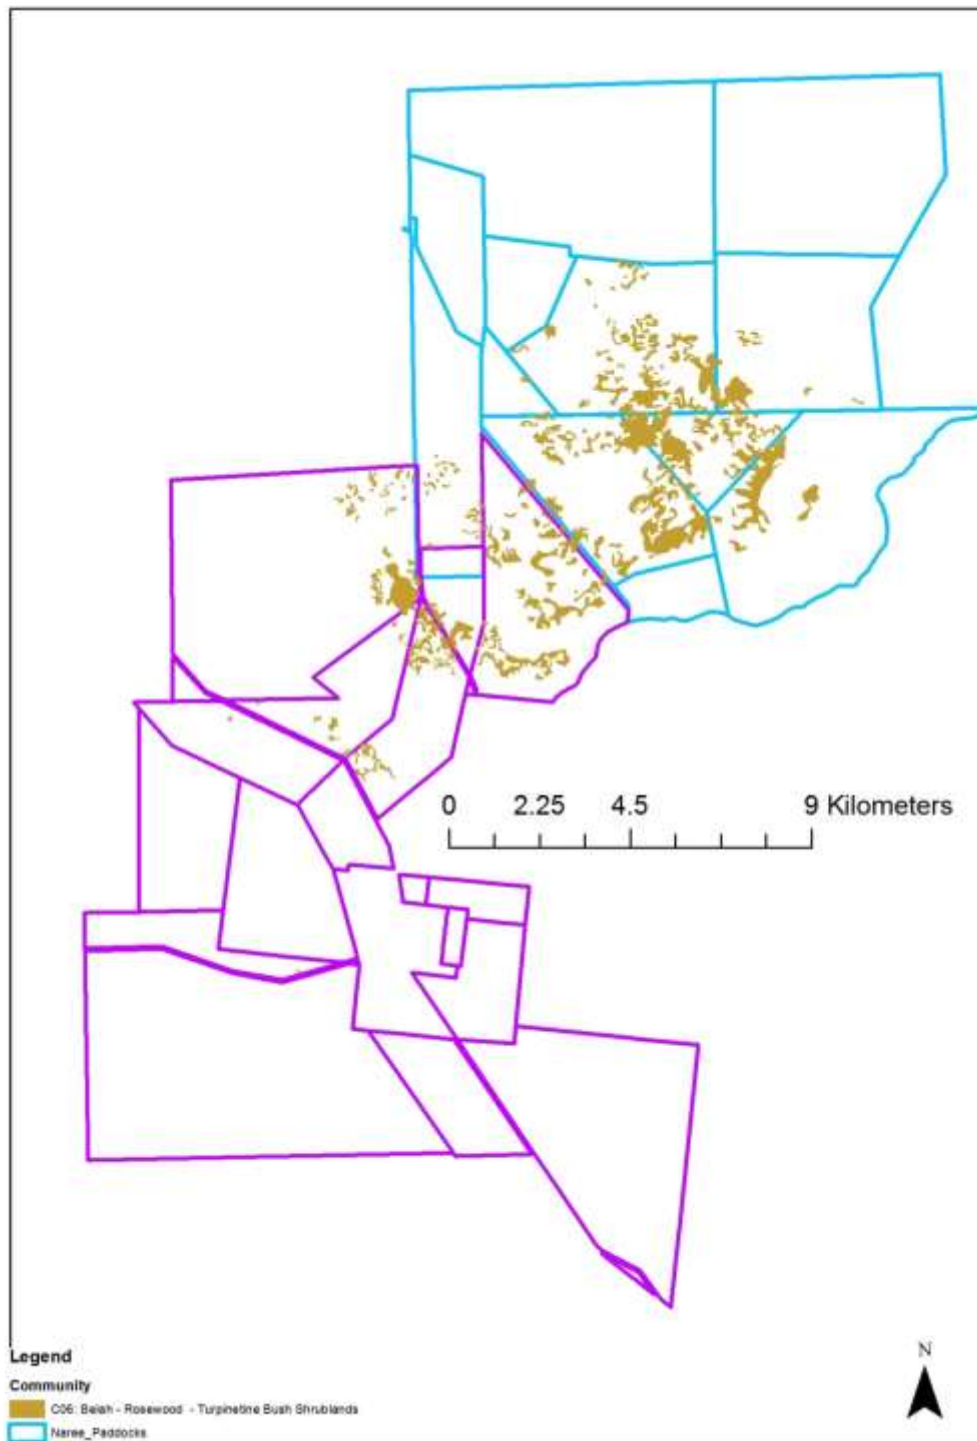 0 2.25 4.5 9 Kilometers
N
Legend
Community
C06: Belah - Rosewood - Turpinetine Bush Shrublands
Naree_Paddocks